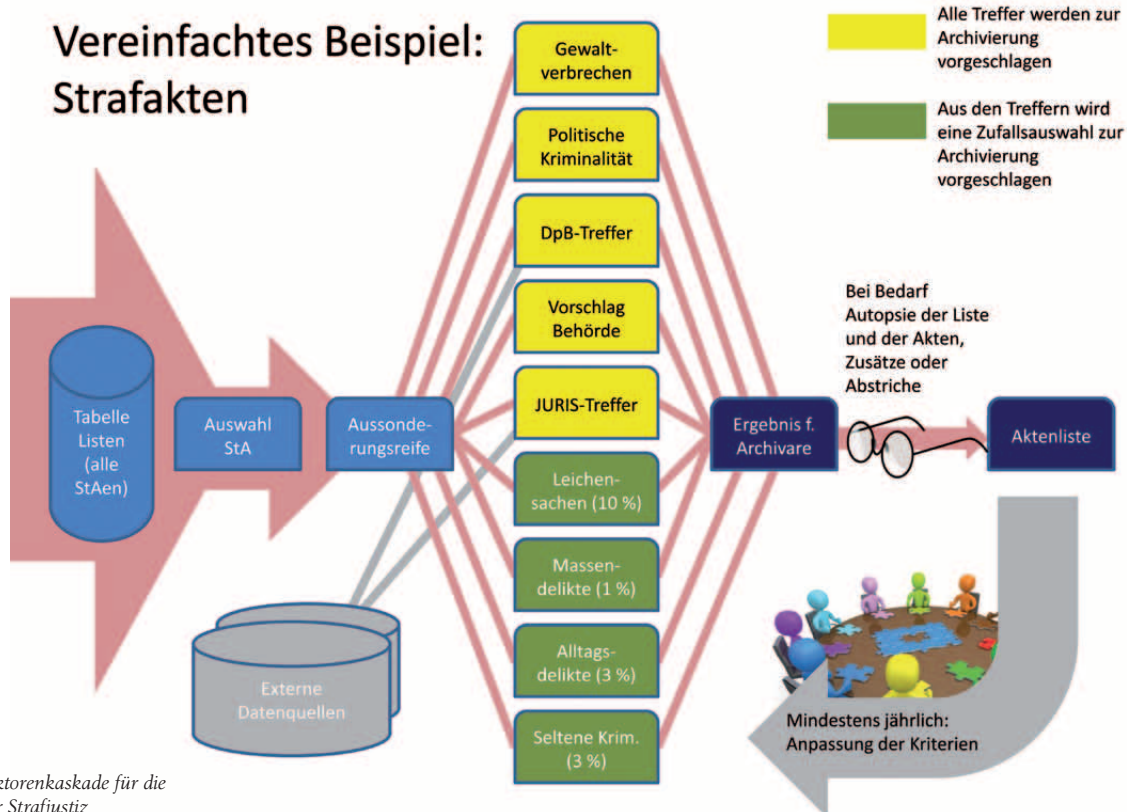 Vereinfachtes Beispiel:
Strafakten
Alle Treffer werden zur
Archivierung
vorgeschlagen
Aus den Treffern wird
eine Zufallsauswahl zur
Archivierung
vorgeschlagen
Gewalt-
verbrechen
Politische
Kriminalität
DpB-Treffer
Vorschlag
Behörde
JURIS-Treffer
Leichen-
sachen (10 %)
Massen-
delikte (1 %)
Alltags-
delikte (3 %)
Seltene Krim.
(3 %)
Tabelle
Listen
(alle
StAen)
Auswahl
StA
Aussonde-
rungsreife
Externe
Datenquellen
Ergebnis f.
Archivare
Bei Bedarf
Autopsie der Liste
und der Akten,
Zusätze oder
Abstriche
Aktenliste
Mindestens jährlich:
Anpassung der Kriterien
ktorenkaskade für die
r Strafjustiz